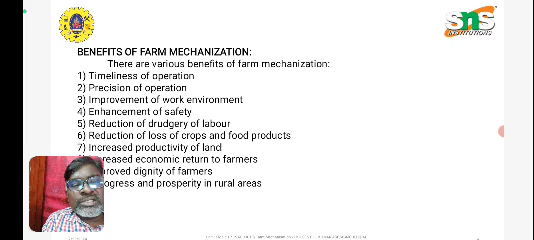 SNS
INSTITUTIONS
BENEFITS OF FARM MECHANIZATION:
There are various benefits of farm mechanization:
1) Timeliness of operation
2) Precision of operation
3) Improvement of work environment
4) Enhancement of safety
5) Reduction of drudgery of labour
6) Reduction of loss of crops and food products
7) Increased productivity of land
creased economic return to farmers
proved dignity of farmers
ogress and prosperity in rural areas